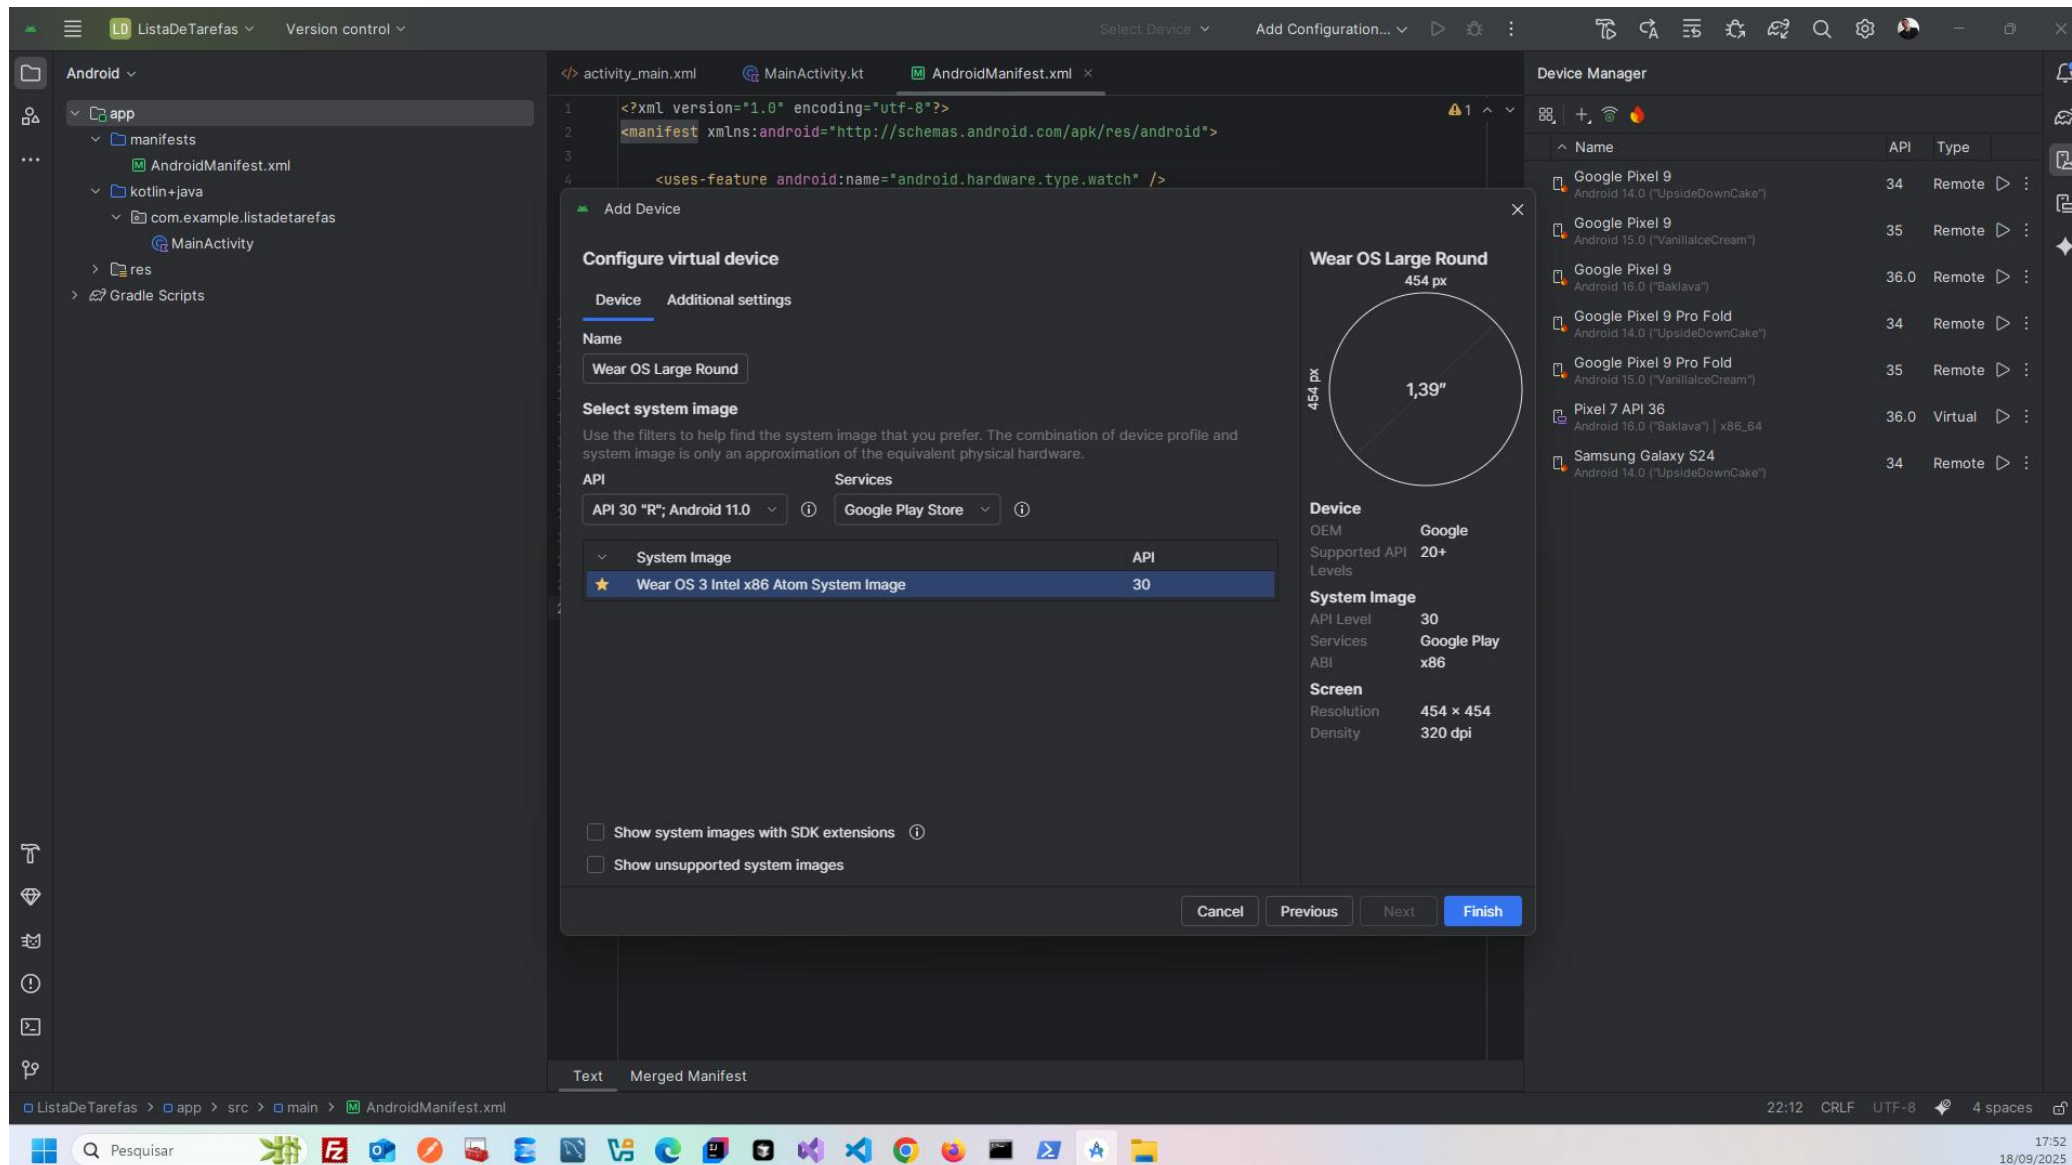 LD ListaDeTarefas Version control Select Device Add Configuration...
Android
app
manifests
AndroidManifest.xml
kotlin+java
com.example.listadetarefas
MainActivity
res
Gradle Scripts
activity_main.xml MainActivity.kt AndroidManifest.xml
1 <?xml version="1.0" encoding="utf-8"?>
2 <manifest xmlns:android="http://schemas.android.com/apk/res/android">
3
4 <uses-feature android:name="android.hardware.type.watch" />
1
Add Device
Configure virtual device
Device Additional settings
Name
Wear OS Large Round
Select system image
Use the filters to help find the system image that you prefer. The combination of device profile and
system image is only an approximation of the equivalent physical hardware.
API Services
API 30 "R"; Android 11.0 Google Play Store
System Image API
Wear OS 3 Intel x86 Atom System Image 30
Show system images with SDK extensions
Show unsupported system images
Wear OS Large Round
454 px
454 px
1,39″
Device
OEM Google
Supported API 20+
Levels
System Image
API Level 30
Services Google Play
ABI x86
Screen
Resolution 454 × 454
Density 320 dpi
Cancel Previous Next Finish
Device Manager
Name API Type
Google Pixel 9 34 Remote
Android 14.0 ("UpsideDownCake")
Google Pixel 9 35 Remote
Android 15.0 ("VanillaIceCream")
Google Pixel 9 36.0 Remote
Android 16.0 ("Baklava")
Google Pixel 9 Pro Fold 34 Remote
Android 14.0 ("UpsideDownCake")
Google Pixel 9 Pro Fold 35 Remote
Android 15.0 ("VanillaIceCream")
Pixel 7 API 36 36.0 Virtual
Android 16.0 ("Baklava") | x86_64
Samsung Galaxy S24 34 Remote
Android 14.0 ("UpsideDownCake")
Text Merged Manifest
ListaDeTarefas > app > src > main > AndroidManifest.xml
22:12 CRLF UTF-8 4 spaces
Pesquisar
17:52
18/09/2025